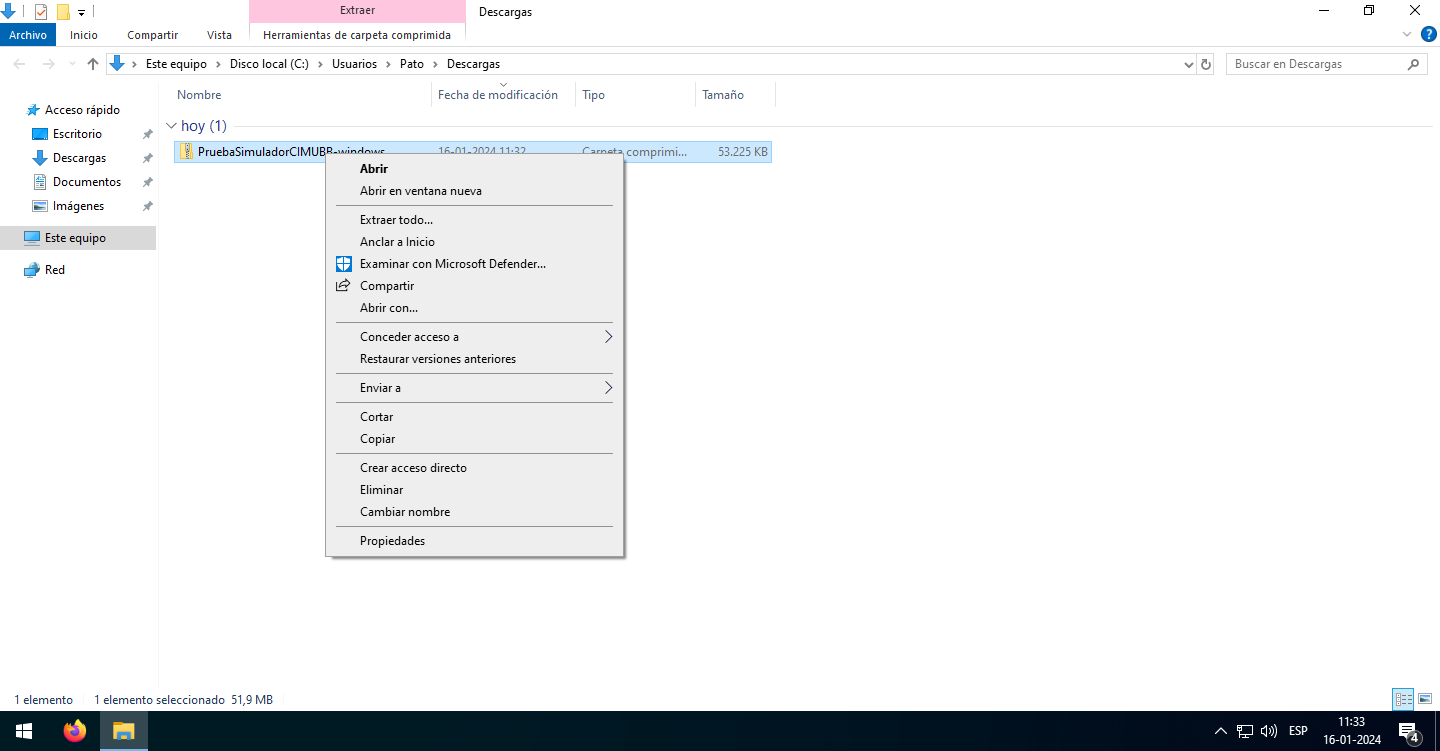 Extraer
Descargas
Archivo
Inicio
Compartir
Vista
Herramientas de carpeta comprimida
?
Este equipo > Disco local (C:) > Usuarios > Pato > Descargas
Buscar en Descargas
Nombre
Fecha de modificación
Tipo
Tamaño
Acceso rápido
Escritorio
Descargas
Documentos
Imágenes
Este equipo
Red
hoy (1)
PruebaSimuladorCIMUBB-windows
16-01-2024 11:32
Carpeta comprimi...
53.225 KB
Abrir
Abrir en ventana nueva
Extraer todo...
Anclar a Inicio
Examinar con Microsoft Defender...
Compartir
Abrir con...
Conceder acceso a
Restaurar versiones anteriores
Enviar a
Cortar
Copiar
Crear acceso directo
Eliminar
Cambiar nombre
Propiedades
1 elemento
1 elemento seleccionado 51,9 MB
ESP
11:33
16-01-2024
4